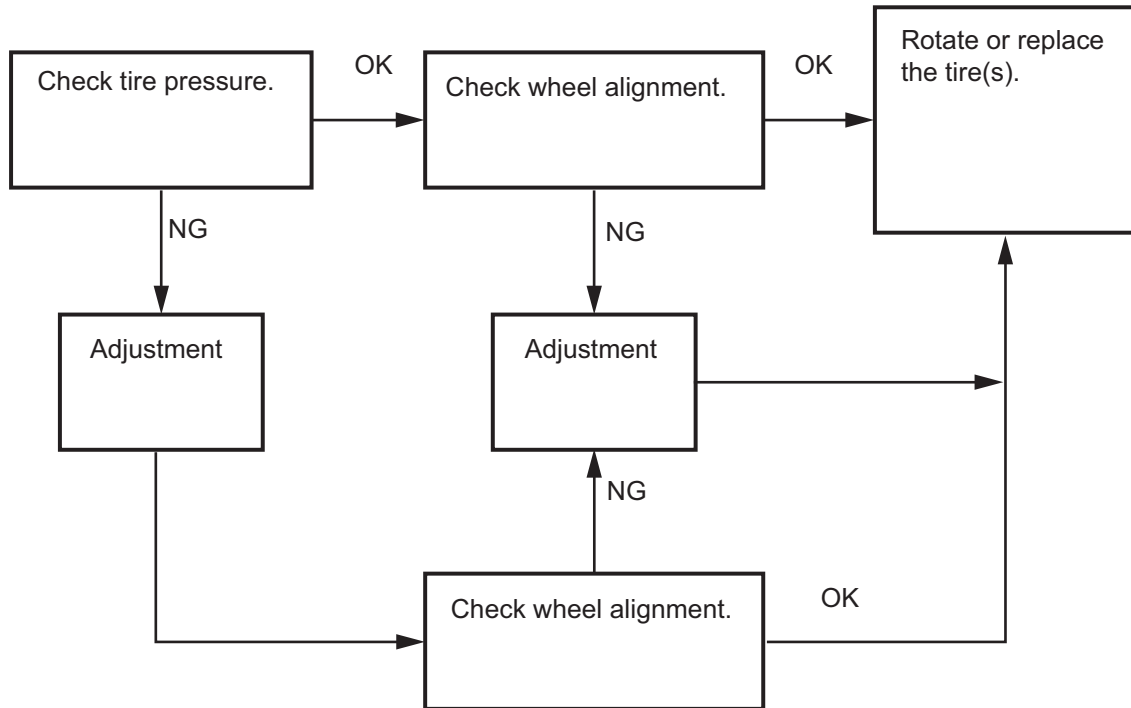 Check tire pressure.
OK
Check wheel alignment.
OK
Rotate or replace
the tire(s).
NG
NG
Adjustment
Adjustment
NG
Check wheel alignment.
OK